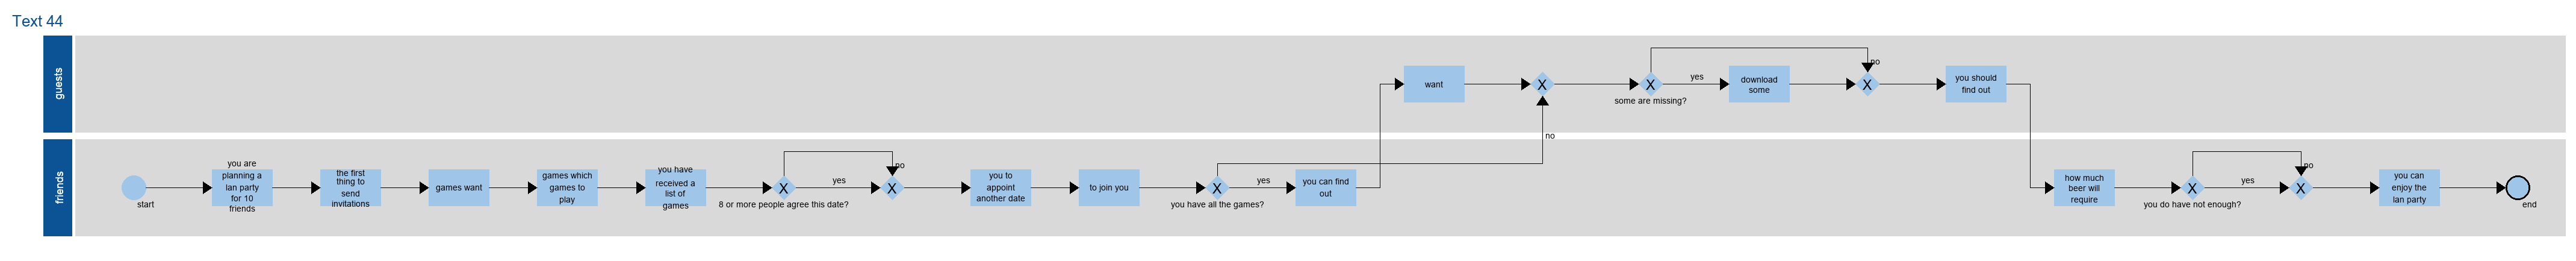 Text 44
guests
want
X
X
some are missing?
yes
download
some
no
X
you should
find out
no
friends
start
you are
planning a
lan party
for 10
friends
the first
thing to
send
invitations
games want
games which
games to
play
you have
received a
list of
games
X
8 or more people agree this date?
yes
no
X
you to
appoint
another date
to join you
X
you have all the games?
yes
you can find
out
how much
beer will
require
X
you do have not enough?
yes
no
X
you can
enjoy the
lan party
end